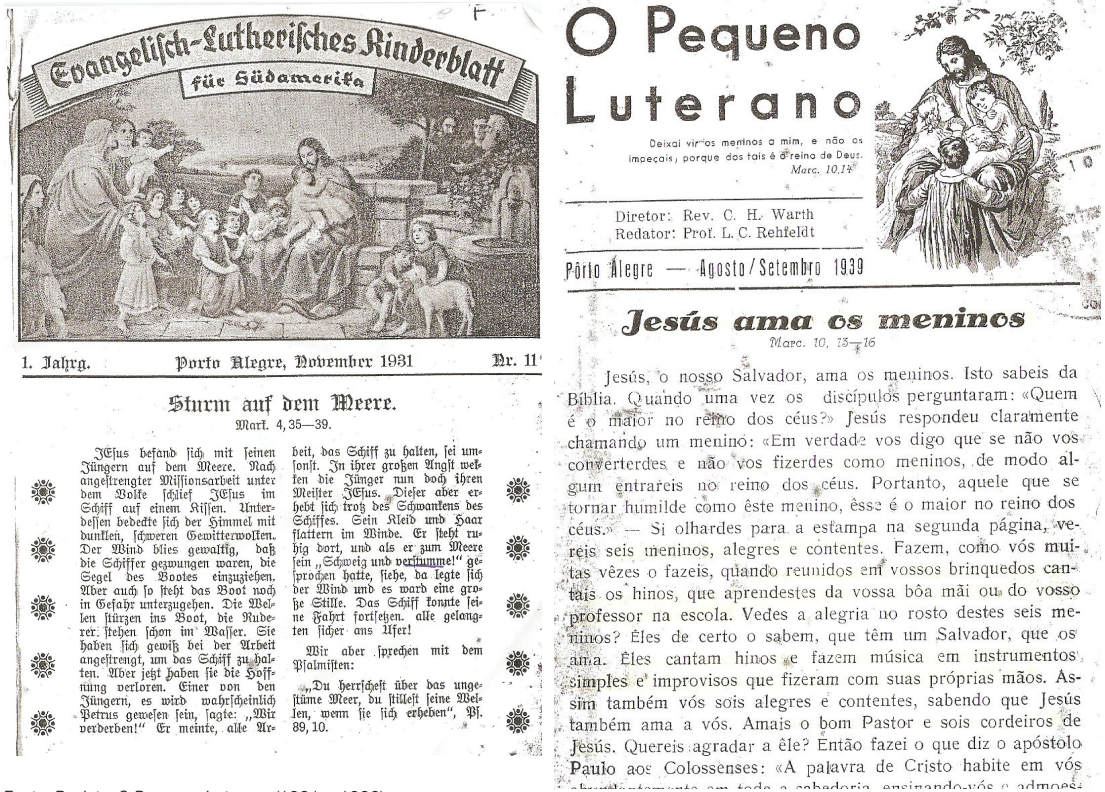 F.
Evangelisch-Lutherisches Kinderblatt
für Südamerika
1. Jahrg. Porto Alegre, November 1931 Nr. 11
Sturm auf dem Meere.
Mark. 4, 35—39.
JEsus befand sich mit seinen
Jüngern auf dem Meere. Nach
angestrengter Missionsarbeit unter
dem Volke schlief JEsus im
Schiff auf einem Kissen. Unter-
dessen bedeckte sich der Himmel mit
dunklen, schweren Gewitterwolken.
Der Wind blies gewaltig, daß
die Schiffer gezwungen waren, die
Segel des Bootes einzuziehen.
Aber auch so steht das Boot noch
in Gefahr unterzugehen. Die Wel-
len stürzen ins Boot, die Rude-
rer stehen schon im Wasser. Sie
haben sich gewiß bei der Arbeit
angestrengt, um das Schiff zu hal-
ten. Aber jetzt haben sie die Hoff-
nung verloren. Einer von den
Jüngern, es wird wahrscheinlich
Petrus gewesen sein, sagte: „Wir
verderben!“ Er meinte, alle Ar-
beit, das Schiff zu halten, sei um-
sonst. In ihrer großen Angst wek-
ken die Jünger nun doch ihren
Meister JEsus. Dieser aber er-
hebt sich trotz des Schwankens des
Schiffes. Sein Kleid und Haar
flattern im Winde. Er steht ru-
hig dort, und als er zum Meere
sein „Schweig und verstumme!“ ge-
sprochen hatte, siehe, da legte sich
der Wind und es ward eine gro-
ße Stille. Das Schiff konnte sei-
ne Fahrt fortsetzen. alle gelang-
ten sicher ans Ufer!
Wir aber sprechen mit dem
Psalmisten:
„Du herrschest über das unge-
stüme Meer, du stillest seine Wel-
len, wenn sie sich erheben“, Ps.
89, 10.
O Pequeno
Luterano
Deixai vir os meninos a mim, e não os
impeçais, porque dos tais é o reino de Deus.
Marc. 10,14
Diretor: Rev. C. H. Warth
Redator: Prof. L. C. Rehfeldt
Pôrto Alegre — Agosto/Setembro 1939
Jesús ama os meninos
Marc. 10, 13—16
Jesús, o nosso Salvador, ama os meninos. Isto sabeis da
Bíblia. Quando uma vez os discípulos perguntaram: «Quem
é o maior no reino dos céus?» Jesús respondeu claramente
chamando um menino: «Em verdade vos digo que se não vos
converterdes e não vos fizerdes como meninos, de modo al-
gum entrareis no reino dos céus. Portanto, aquele que se
tornar humilde como êste menino, êsse é o maior no reino dos
céus.» — Si olhardes para a estampa na segunda página, ve-
reis seis meninos, alegres e contentes. Fazem, como vós mui-
tas vêzes o fazeis, quando reunidos em vossos brinquedos can-
tais os hinos, que aprendestes da vossa bôa mãi ou do vosso
professor na escola. Vedes a alegria no rosto destes seis me-
ninos? Êles de certo o sabem, que têm um Salvador, que os
ama. Êles cantam hinos e fazem música em instrumentos
simples e improvisos que fizeram com suas próprias mãos. As-
sim também vós sois alegres e contentes, sabendo que Jesús
também ama a vós. Amais o bom Pastor e sois cordeiros de
Jesús. Quereis agradar a êle? Então fazei o que diz o apóstolo
Paulo aos Colossenses: «A palavra de Cristo habite em vós